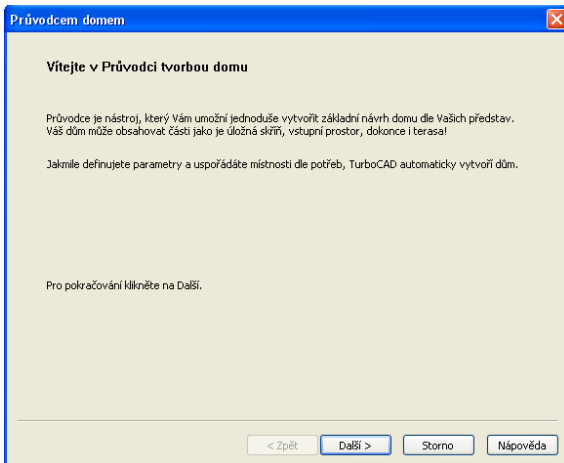 Průvodcem domem
Vítejte v Průvodci tvorbou domu
Průvodce je nástroj, který Vám umožní jednoduše vytvořit základní návrh domu dle Vašich představ.
Váš dům může obsahovat části jako je úložná skříň, vstupní prostor, dokonce i terasa!
Jakmile definujete parametry a uspořádáte místnosti dle potřeb, TurboCAD automaticky vytvoří dům.
Pro pokračování klikněte na Další.
< Zpět Další > Storno Nápověda